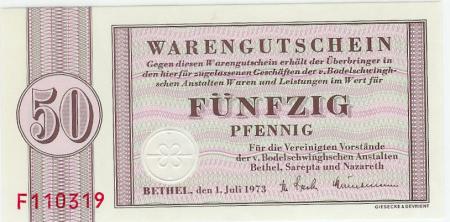 WARENGUTSCHEIN
Gegen diesen Warengutschein erhält der Überbringer in
den hierfür zugelassenen Geschäften der v. Bodelschwingh-
schen Anstalten Waren und Leistungen im Wert für
50
FÜNFZIG
PFENNIG
Für die Vereinigten Vorstände
der v. Bodelschwinghschen Anstalten
Bethel, Sarepta und Nazareth
BETHEL, den 1. Juli 1973
F110319
GIESECKE & DEVRIENT